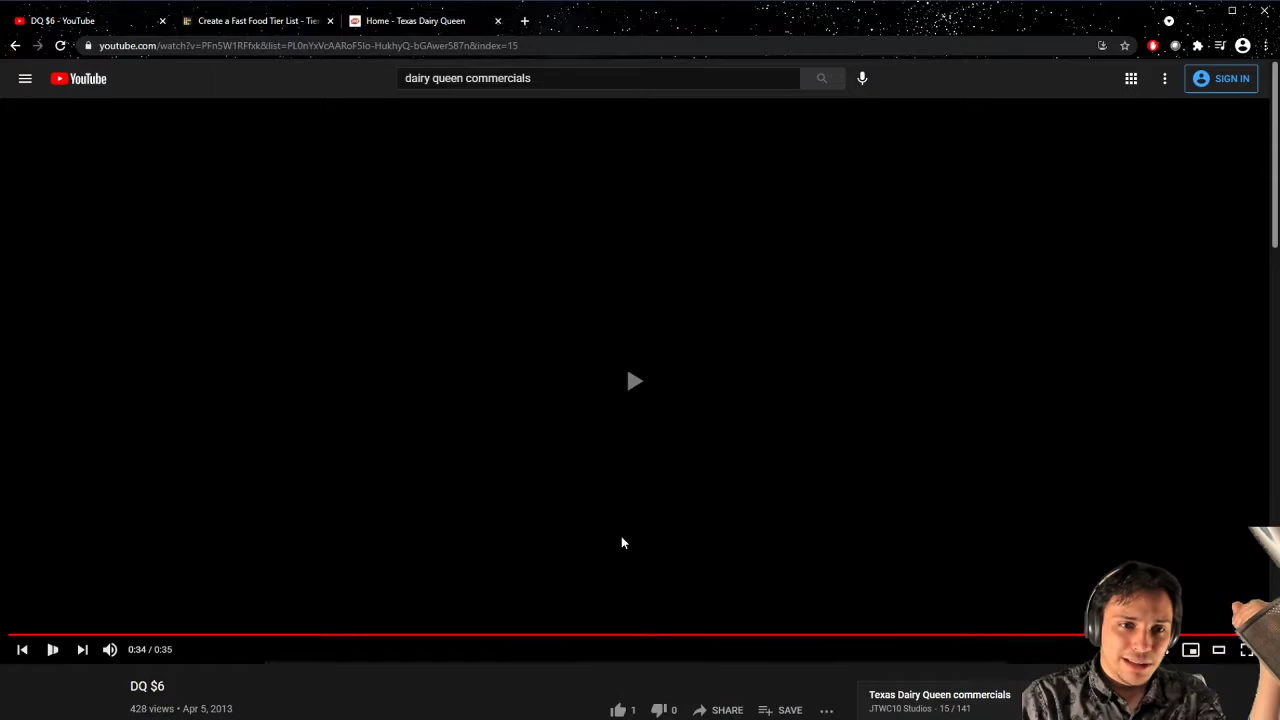 DQ $6 - YouTube
Create a Fast Food Tier List - Tier
Home - Texas Dairy Queen
youtube.com/watch?v=PFn5W1RFfxk&list=PL0nYxVcAARoF5Io-HukhyQ-bGAwer587n&index=15
YouTube
dairy queen commercials
SIGN IN
0:34 / 0:35
DQ $6
428 views • Apr 5, 2013
1
0
SHARE
SAVE
Texas Dairy Queen commercials
JTWC10 Studios - 15 / 141